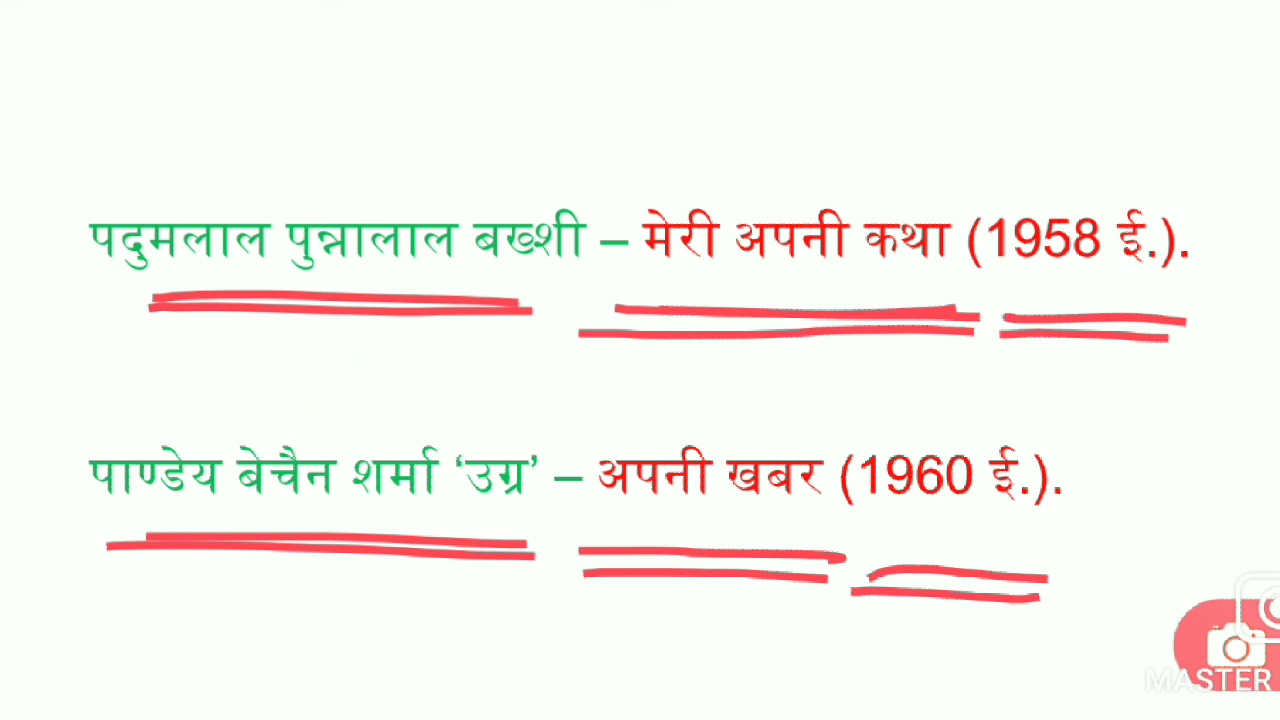 पदुमलाल पुन्नालाल बख्शी – मेरी अपनी कथा (1958 ई.).
पाण्डेय बेचैन शर्मा ‘उग्र’ – अपनी खबर (1960 ई.).
MASTER